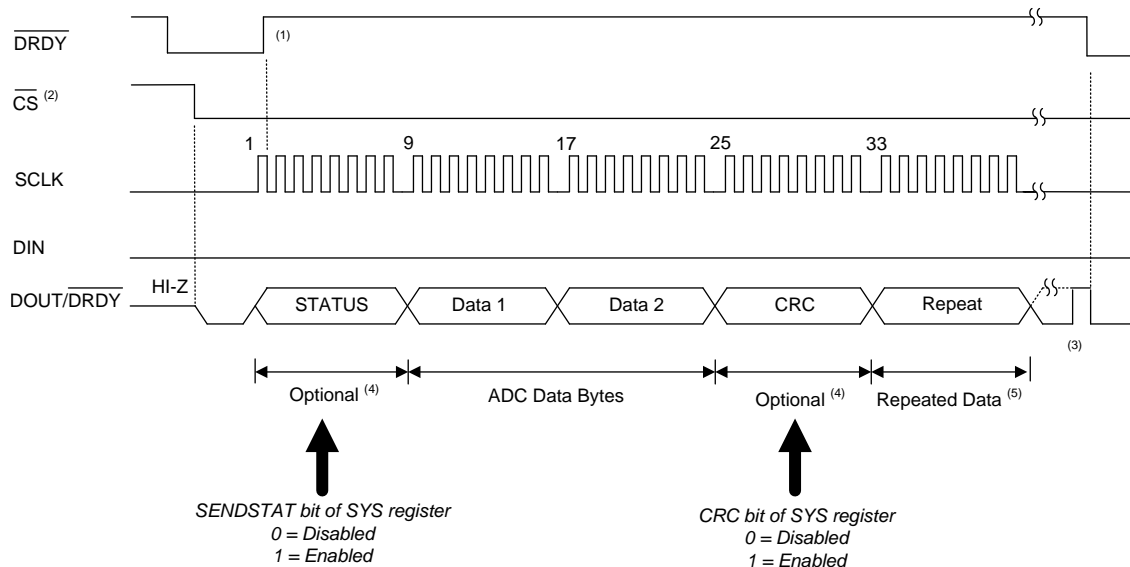 DRDY
(1)
CS (2)
1 9 17 25 33
SCLK
DIN
HI-Z
DOUT/DRDY
STATUS Data 1 Data 2 CRC Repeat
(3)
Optional (4) ADC Data Bytes Optional (4) Repeated Data (5)
SENDSTAT bit of SYS register
0 = Disabled
1 = Enabled
CRC bit of SYS register
0 = Disabled
1 = Enabled